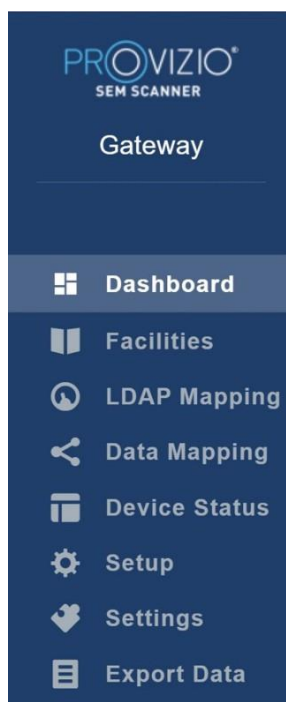 PROVIZIO®
SEM SCANNER
Gateway
Dashboard
Facilities
LDAP Mapping
Data Mapping
Device Status
Setup
Settings
Export Data